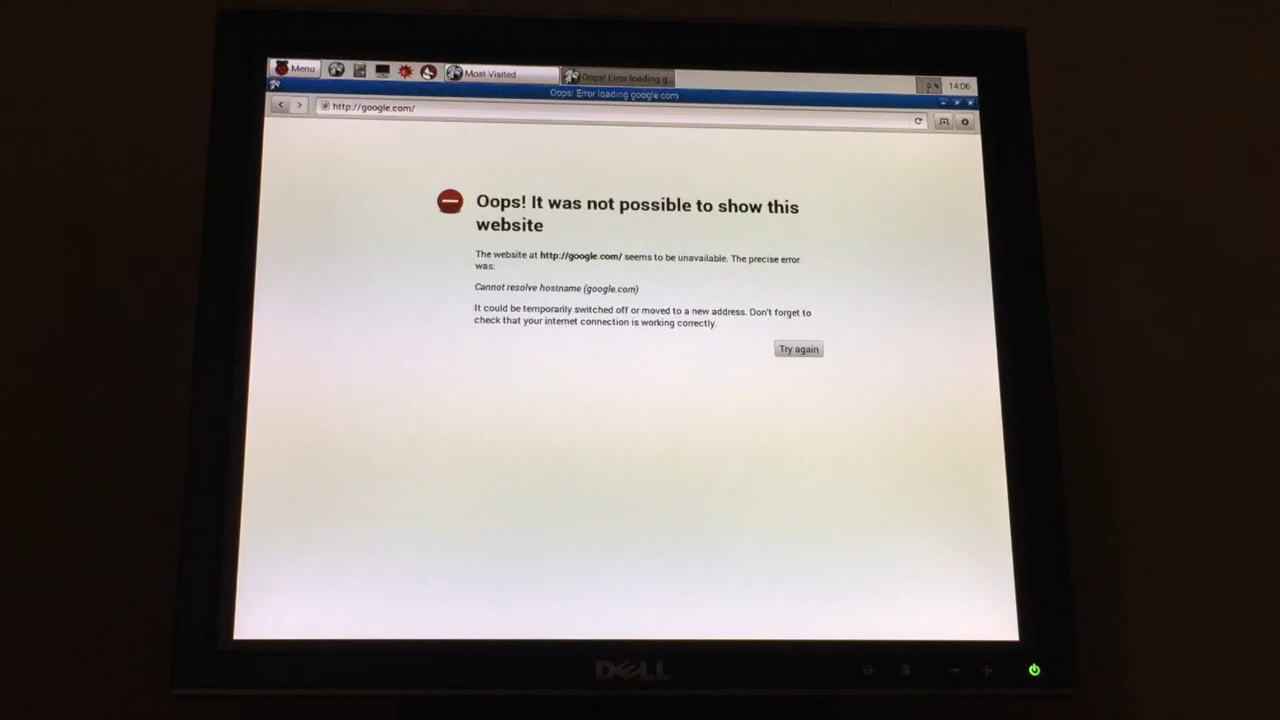 Menu
Most Visited
Oops! Error loading g...
14:06
Oops! Error loading google.com
http://google.com/
Oops! It was not possible to show this
website
The website at http://google.com/ seems to be unavailable. The precise error
was:
Cannot resolve hostname (google.com)
It could be temporarily switched off or moved to a new address. Don't forget to
check that your internet connection is working correctly.
Try again
DELL